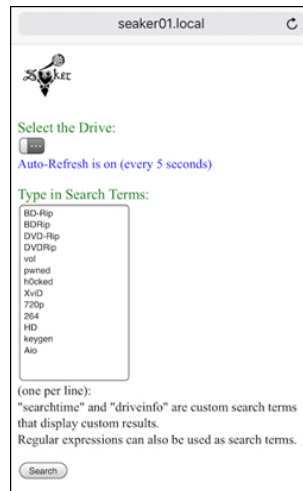 seaker01.local
Seaker
Select the Drive:
...
Auto-Refresh is on (every 5 seconds)
Type in Search Terms:
BD-Rip
BDRip
DVD-Rip
DVDRip
vol
pwned
h0cked
XviD
720p
264
HD
keygen
Aio
(one per line):
"searchtime" and "driveinfo" are custom search terms
that display custom results.
Regular expressions can also be used as search terms.
Search